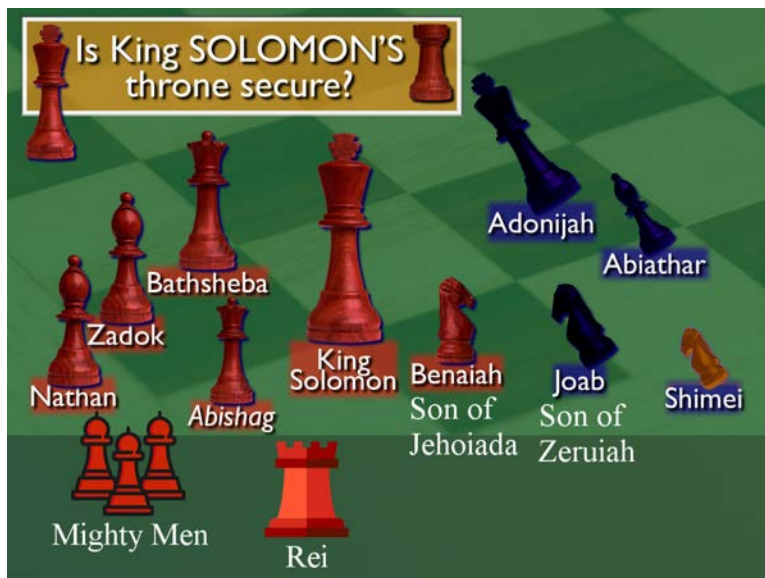 Is King SOLOMON'S
throne secure?
Adonijah
Abiathar
Bathsheba
Zadok
Nathan
Abishag
King
Solomon
Benaiah
Son of
Jehoiada
Joab
Son of
Zeruiah
Shimei
Mighty Men
Rei